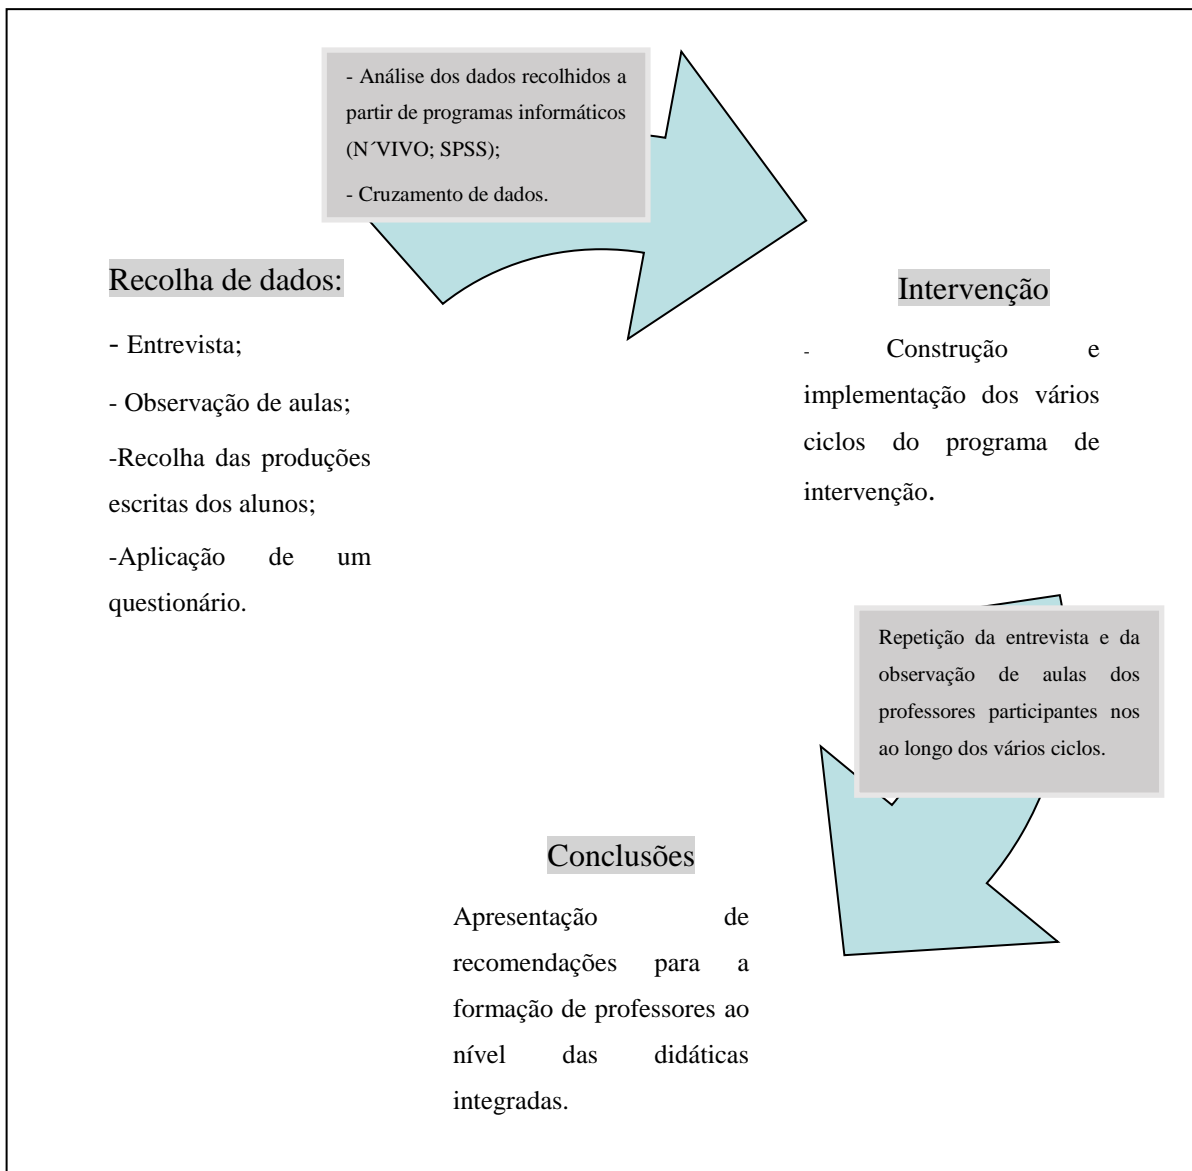 - Análise dos dados recolhidos a
partir de programas informáticos
(N´VIVO; SPSS);
- Cruzamento de dados.
Recolha de dados:
- Entrevista;
- Observação de aulas;
-Recolha das produções
escritas dos alunos;
-Aplicação de um
questionário.
Intervenção
- Construção e
implementação dos vários
ciclos do programa de
intervenção.
Repetição da entrevista e da
observação de aulas dos
professores participantes nos
ao longo dos vários ciclos.
Conclusões
Apresentação de
recomendações para a
formação de professores ao
nível das didáticas
integradas.